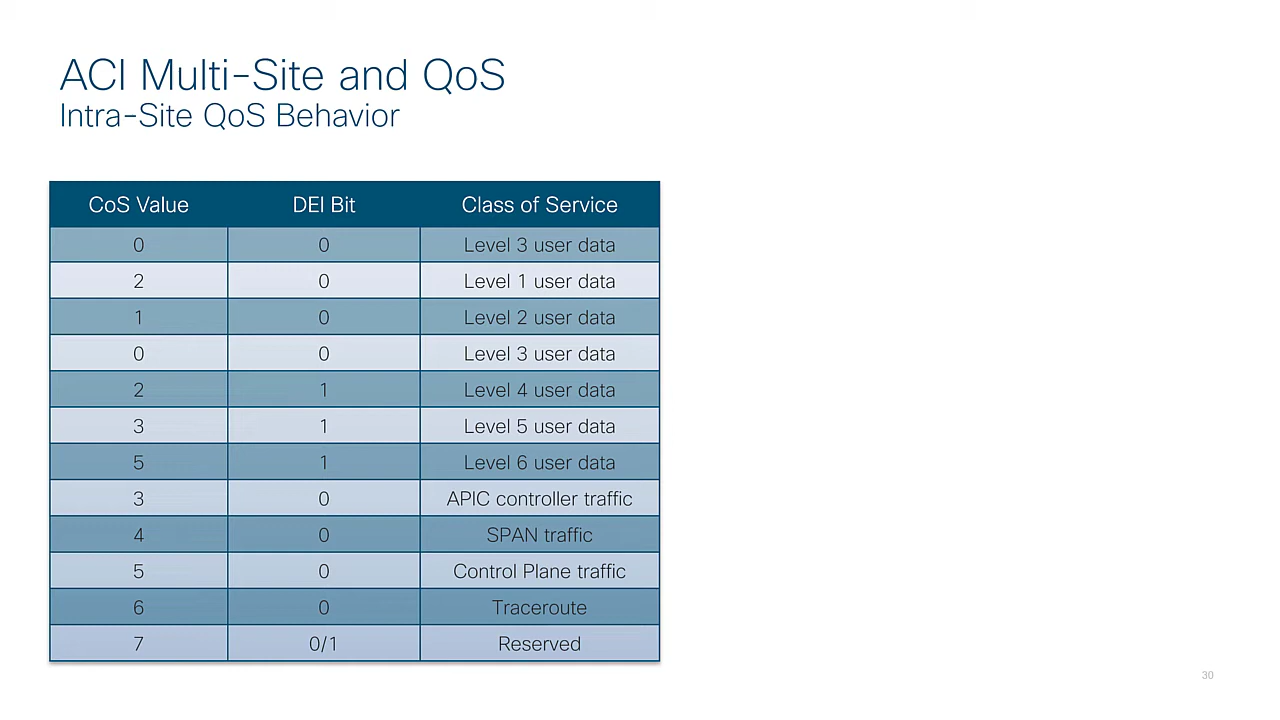 ACI Multi-Site and QoS
Intra-Site QoS Behavior
CoS Value DEI Bit Class of Service
0 0 Level 3 user data
2 0 Level 1 user data
1 0 Level 2 user data
0 0 Level 3 user data
2 1 Level 4 user data
3 1 Level 5 user data
5 1 Level 6 user data
3 0 APIC controller traffic
4 0 SPAN traffic
5 0 Control Plane traffic
6 0 Traceroute
7 0/1 Reserved
30